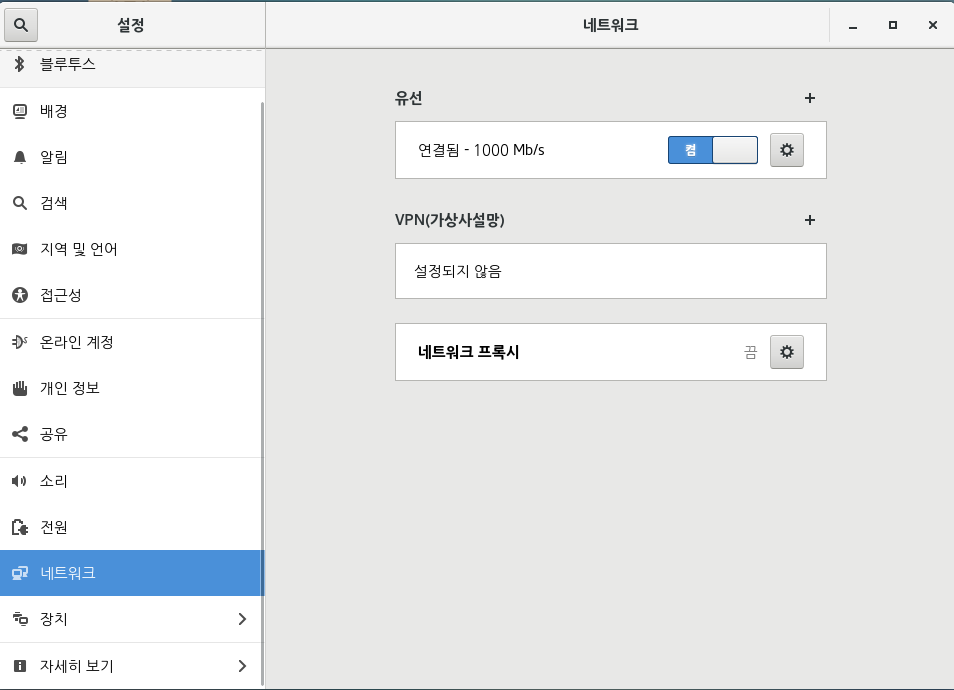 설정
네트워크
블루투스
배경
알림
검색
지역 및 언어
접근성
온라인 계정
개인 정보
공유
소리
전원
네트워크
장치
자세히 보기
유선
연결됨 - 1000 Mb/s
켬
VPN(가상사설망)
설정되지 않음
네트워크 프록시
끔